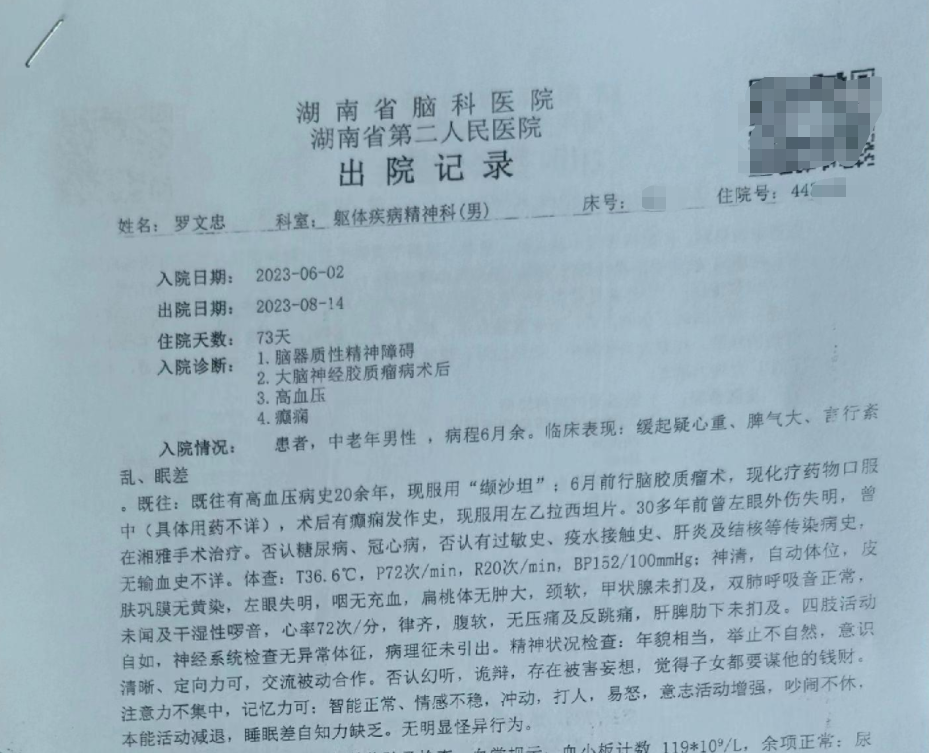 湖南省脑科医院
湖南省第二人民医院
出院记录
姓名: 罗文忠 科室: 躯体疾病精神科(男) 床号: 住院号: 44
入院日期: 2023-06-02
出院日期: 2023-08-14
住院天数: 73天
入院诊断: 1. 脑器质性精神障碍
2. 大脑神经胶质瘤病术后
3. 高血压
4. 癫痫
入院情况: 患者, 中老年男性 , 病程6月余。临床表现: 缓起疑心重、脾气大、言行紊
乱、眠差
。既往: 既往有高血压病史20余年, 现服用“缬沙坦”; 6月前行脑胶质瘤术, 现化疗药物口服
中(具体用药不详), 术后有癫痫发作史, 现服用左乙拉西坦片。30多年前曾左眼外伤失明, 曾
在湘雅手术治疗。否认糖尿病、冠心病, 否认有过敏史、疫水接触史、肝炎及结核等传染病史,
无输血史不详。体查: T36.6℃, P72次/min, R20次/min, BP152/100mmHg; 神清, 自动体位, 皮
肤巩膜无黄染, 左眼失明, 咽无充血, 扁桃体无肿大, 颈软, 甲状腺未扪及, 双肺呼吸音正常,
未闻及干湿性啰音, 心率72次/分, 律齐, 腹软, 无压痛及反跳痛, 肝脾肋下未扪及。四肢活动
自如, 神经系统检查无异常体征, 病理征未引出。精神状况检查: 年貌相当, 举止不自然, 意识
清晰、定向力可, 交流被动合作。否认幻听, 诡辩, 存在被害妄想, 觉得子女都要谋他的钱财。
注意力不集中, 记忆力可; 智能正常、情感不稳, 冲动, 打人, 易怒, 意志活动增强, 吵闹不休,
本能活动减退, 睡眠差自知力缺乏。无明显怪异行为。
血小板计数 119*10⁹/L, 余项正常; 尿